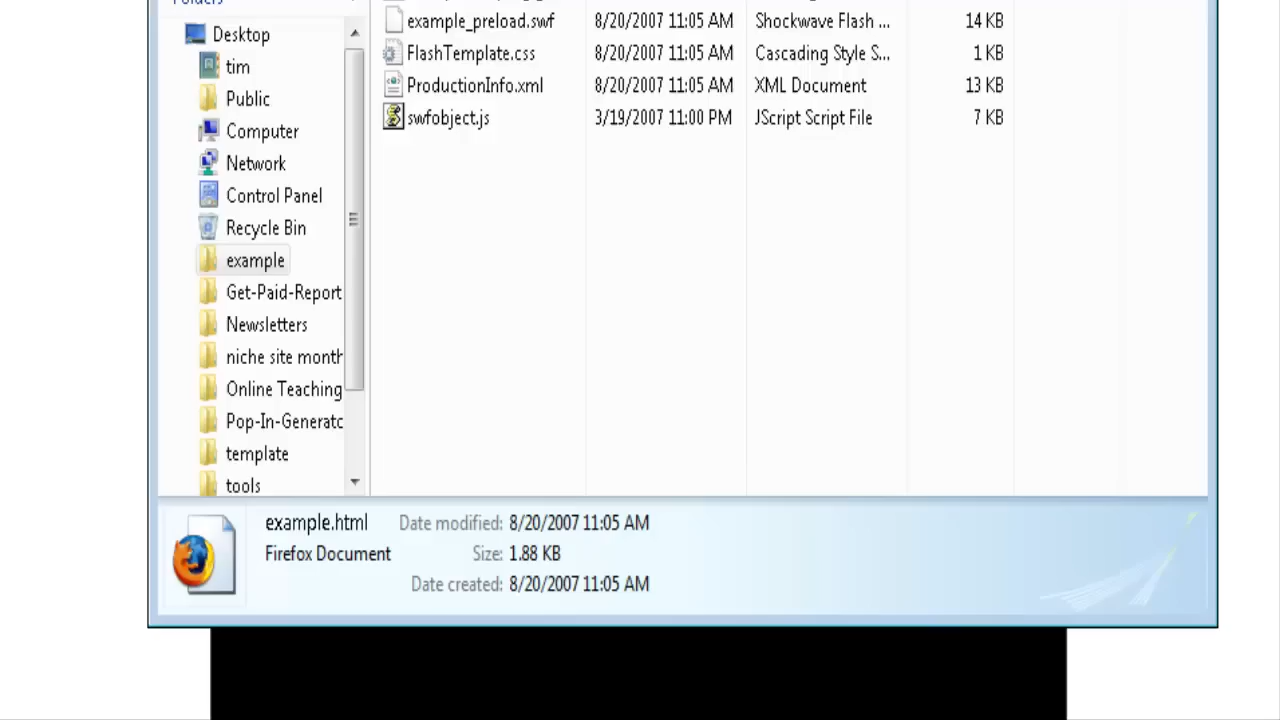 Folders
example_preload.swf 8/20/2007 11:05 AM Shockwave Flash ... 14 KB
Desktop
FlashTemplate.css 8/20/2007 11:05 AM Cascading Style S... 1 KB
tim
ProductionInfo.xml 8/20/2007 11:05 AM XML Document 13 KB
Public
swfobject.js 3/19/2007 11:00 PM JScript Script File 7 KB
Computer
Network
Control Panel
Recycle Bin
example
Get-Paid-Report
Newsletters
niche site month
Online Teaching
Pop-In-Generatc
template
tools
example.html Date modified: 8/20/2007 11:05 AM
Firefox Document Size: 1.88 KB
Date created: 8/20/2007 11:05 AM